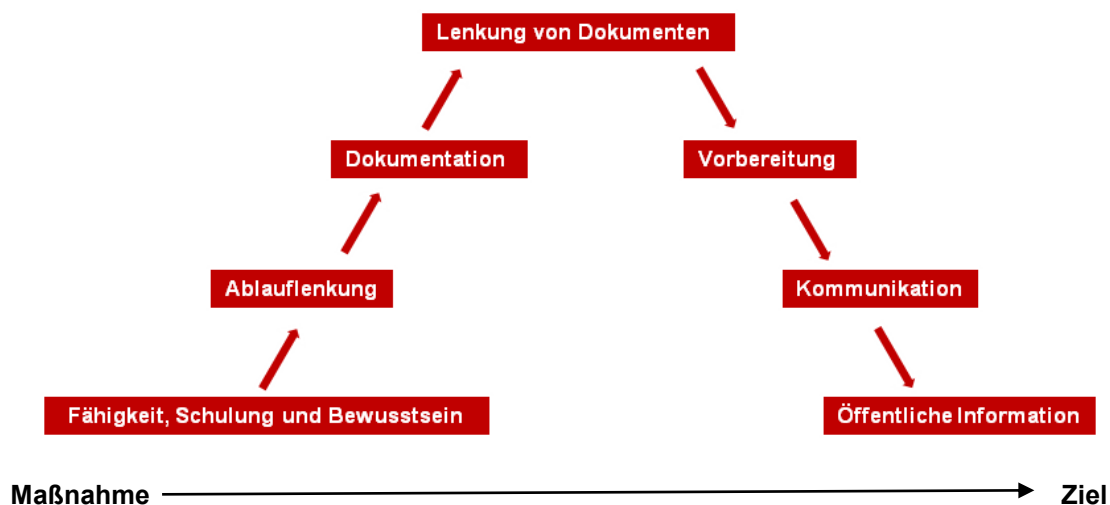 Lenkung von Dokumenten
Dokumentation
Vorbereitung
Ablauflenkung
Kommunikation
Fähigkeit, Schulung und Bewusstsein
Öffentliche Information
Maßnahme
Ziel